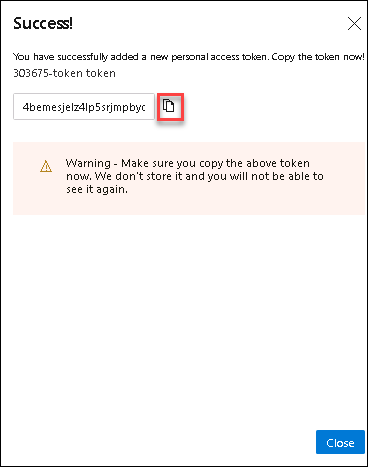 Success!
You have successfully added a new personal access token. Copy the token now!
303675-token token
4bemesjelz4lp5srjmpbyc
Warning - Make sure you copy the above token
now. We don't store it and you will not be able to
see it again.
Close